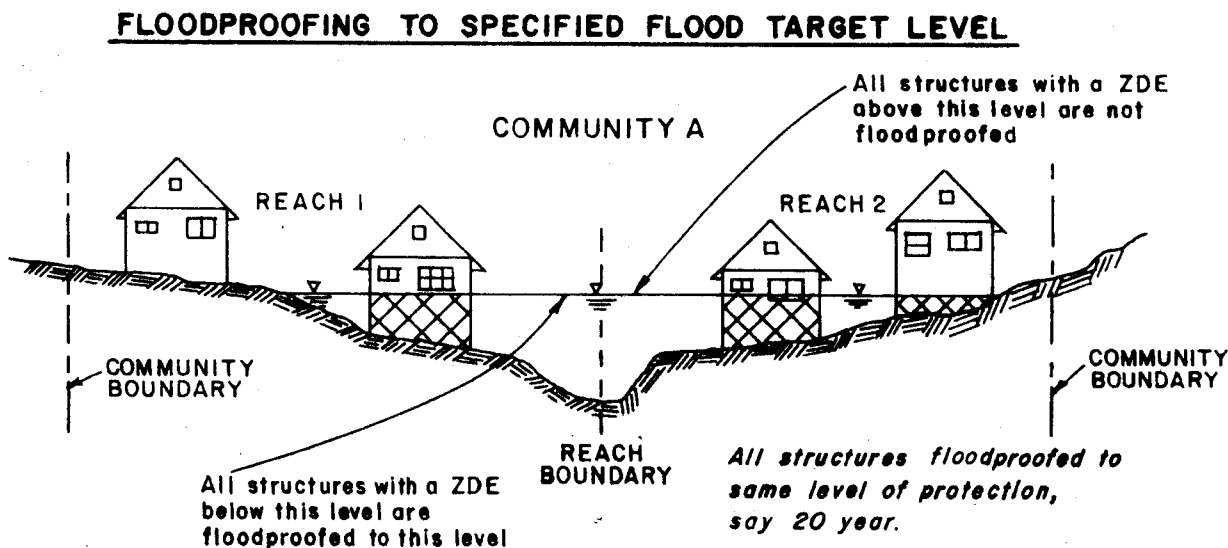 FLOODPROOFING TO SPECIFIED FLOOD TARGET LEVEL
All structures with a ZDE
above this level are not
floodproofed
COMMUNITY A
REACH 1
REACH 2
COMMUNITY
BOUNDARY
COMMUNITY
BOUNDARY
REACH
BOUNDARY
All structures with a ZDE
below this level are
floodproofed to this level
All structures floodproofed to
same level of protection,
say 20 year.